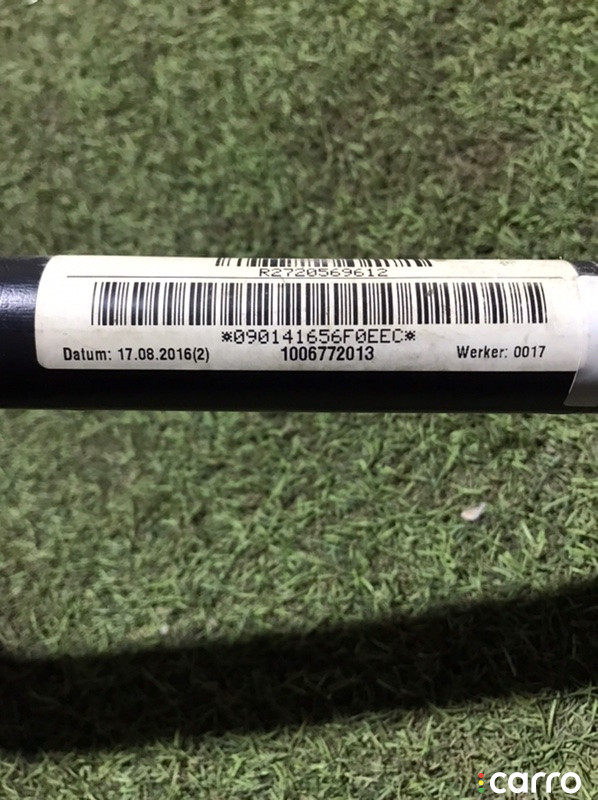 R2720569612
*090141656F0EEC*
Datum: 17.08.2016(2) 1006772013 Werker: 0017
carro